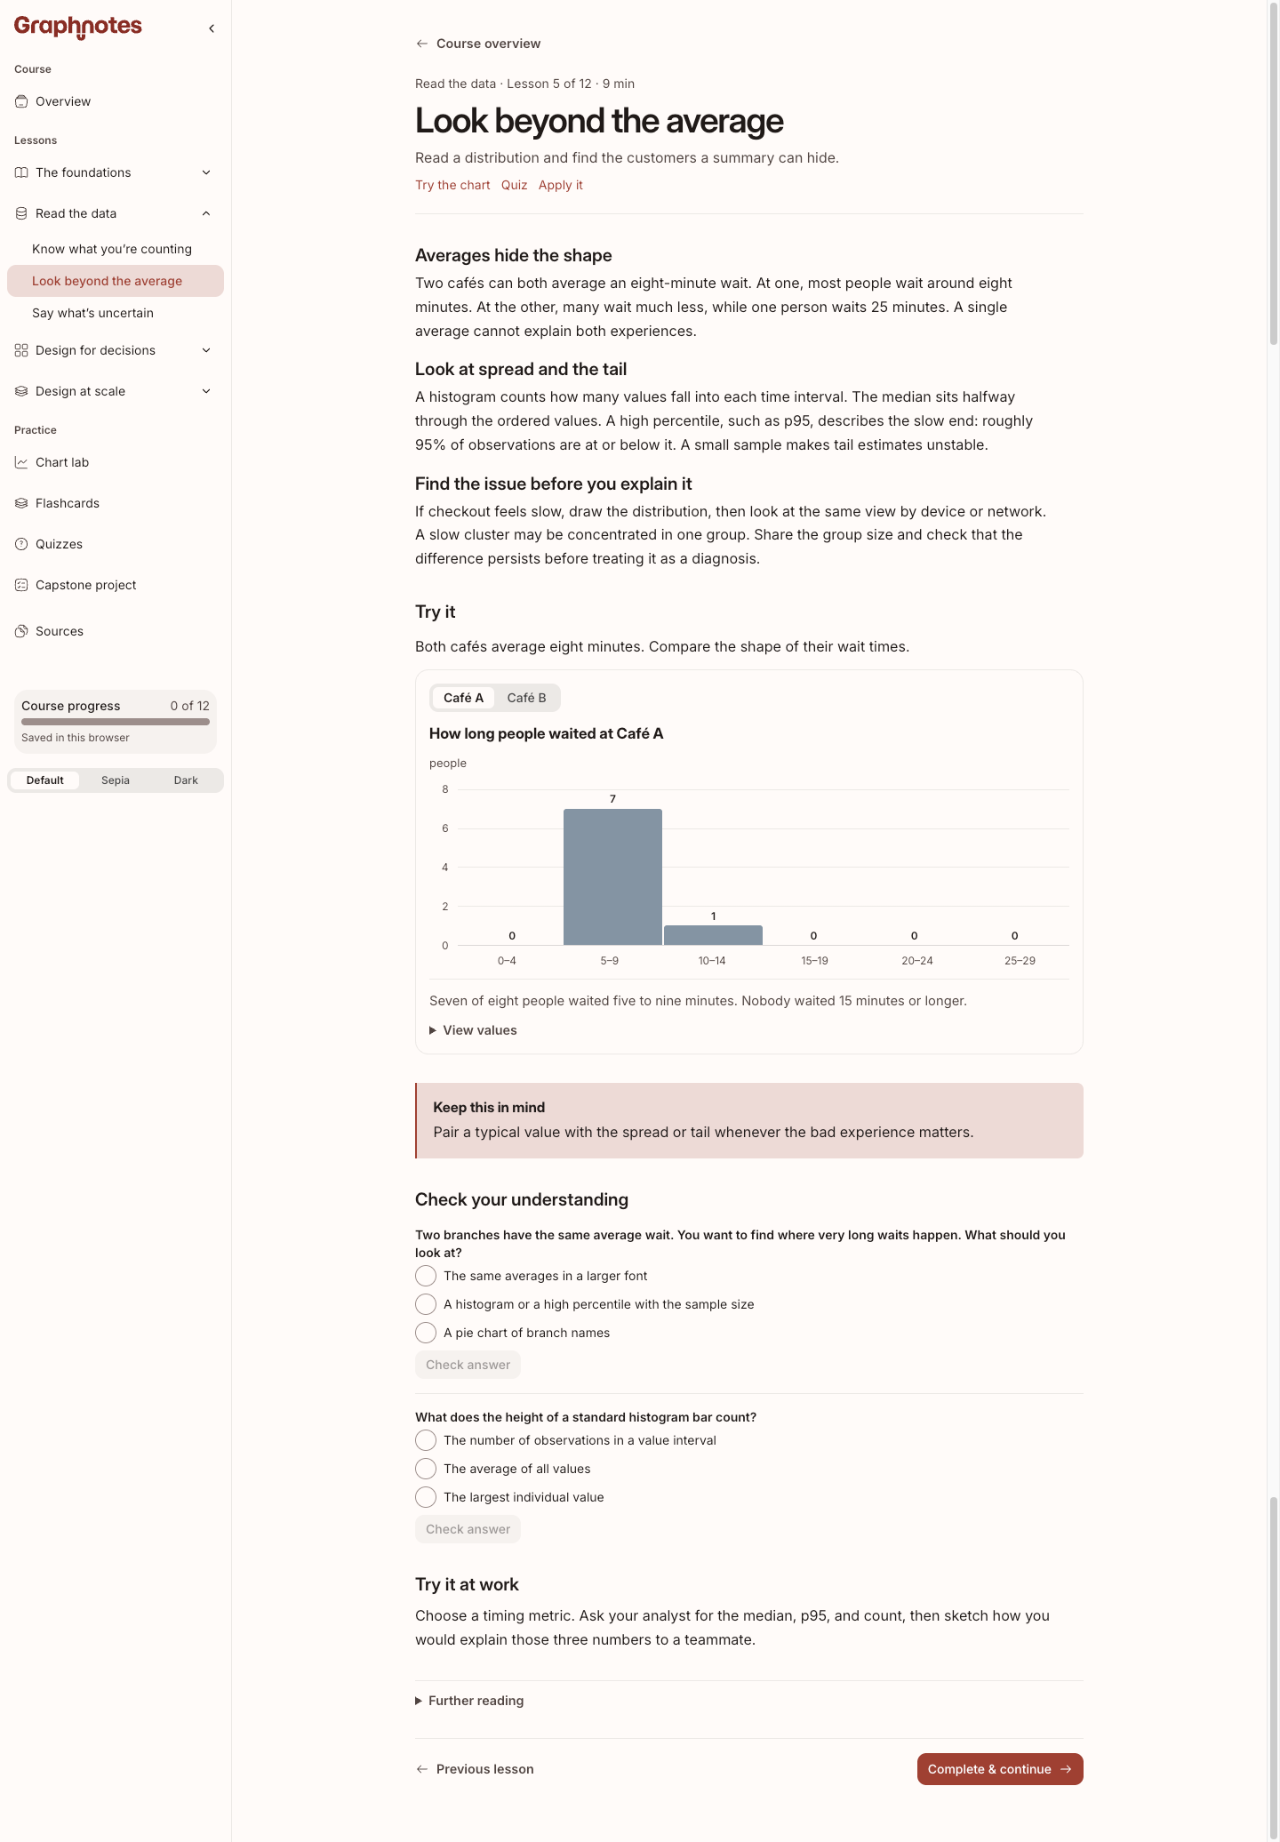 Graphnotes
Course
Overview
Lessons
The foundations
Read the data
Know what you’re counting
Look beyond the average
Say what’s uncertain
Design for decisions
Design at scale
Practice
Chart lab
Flashcards
Quizzes
Capstone project
Sources
Course progress 0 of 12
Saved in this browser
Default Sepia Dark
Course overview
Read the data · Lesson 5 of 12 · 9 min
Look beyond the average
Read a distribution and find the customers a summary can hide.
Try the chart Quiz Apply it
Averages hide the shape
Two cafés can both average an eight-minute wait. At one, most people wait around eight
minutes. At the other, many wait much less, while one person waits 25 minutes. A single
average cannot explain both experiences.
Look at spread and the tail
A histogram counts how many values fall into each time interval. The median sits halfway
through the ordered values. A high percentile, such as p95, describes the slow end: roughly
95% of observations are at or below it. A small sample makes tail estimates unstable.
Find the issue before you explain it
If checkout feels slow, draw the distribution, then look at the same view by device or network.
A slow cluster may be concentrated in one group. Share the group size and check that the
difference persists before treating it as a diagnosis.
Try it
Both cafés average eight minutes. Compare the shape of their wait times.
Café A Café B
How long people waited at Café A
people
8
7
6
4
2
1
0 0 0 0
0
0–4 5–9 10–14 15–19 20–24 25–29
Seven of eight people waited five to nine minutes. Nobody waited 15 minutes or longer.
View values
Keep this in mind
Pair a typical value with the spread or tail whenever the bad experience matters.
Check your understanding
Two branches have the same average wait. You want to find where very long waits happen. What should you
look at?
The same averages in a larger font
A histogram or a high percentile with the sample size
A pie chart of branch names
Check answer
What does the height of a standard histogram bar count?
The number of observations in a value interval
The average of all values
The largest individual value
Check answer
Try it at work
Choose a timing metric. Ask your analyst for the median, p95, and count, then sketch how you
would explain those three numbers to a teammate.
Further reading
Previous lesson
Complete & continue